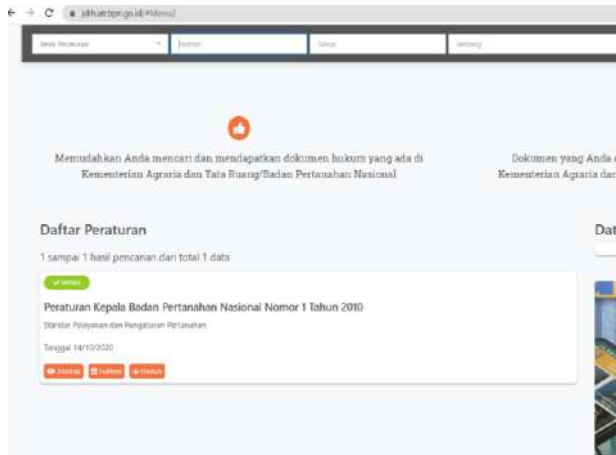 jdih.atrbpn.go.id/#Menu2
Jenis Peraturan
Nomor
Tahun
Tentang
Memudahkan Anda mencari dan mendapatkan dokumen hukum yang ada di
Kementerian Agraria dan Tata Ruang/Badan Pertanahan Nasional
Dokumen yang Anda
Kementerian Agraria dan
Daftar Peraturan
Dat
1 sampai 1 hasil pencarian dari total 1 data
Peraturan Kepala Badan Pertanahan Nasional Nomor 1 Tahun 2010
Standar Pelayanan dan Pengaturan Pertanahan
Tanggal 14/10/2020
Abstrak
Unduh